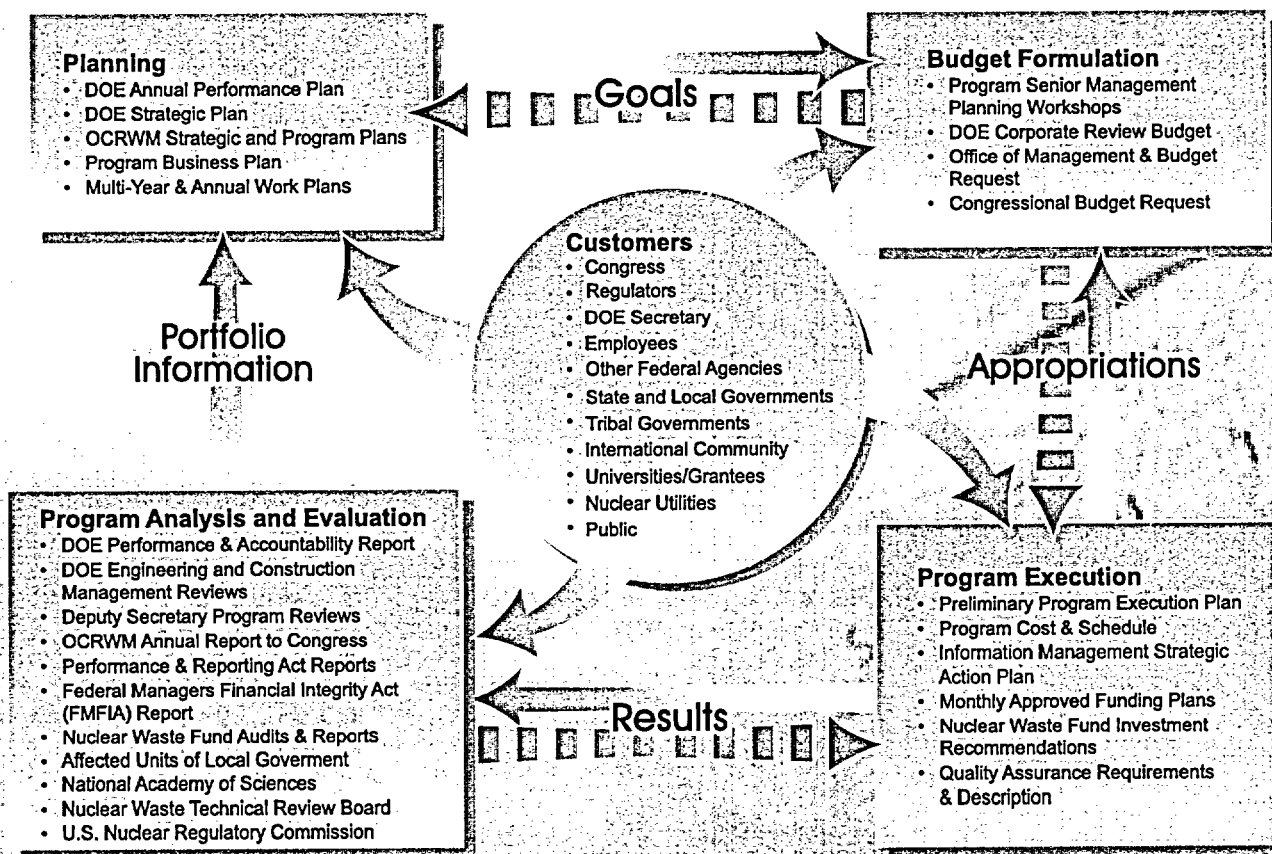 Planning
• DOE Annual Performance Plan
• DOE Strategic Plan
• OCRWM Strategic and Program Plans
• Program Business Plan
• Multi-Year & Annual Work Plans
Goals
Budget Formulation
• Program Senior Management
Planning Workshops
• DOE Corporate Review Budget
• Office of Management & Budget
Request
• Congressional Budget Request
Portfolio
Information
Customers
• Congress
• Regulators
• DOE Secretary
• Employees
• Other Federal Agencies
• State and Local Governments
• Tribal Governments
• International Community
• Universities/Grantees
• Nuclear Utilities
• Public
Appropriations
Program Analysis and Evaluation
• DOE Performance & Accountability Report
• DOE Engineering and Construction
Management Reviews
• Deputy Secretary Program Reviews
• OCRWM Annual Report to Congress
• Performance & Reporting Act Reports
• Federal Managers Financial Integrity Act
(FMFIA) Report
• Nuclear Waste Fund Audits & Reports
• Affected Units of Local Goverment
• National Academy of Sciences
• Nuclear Waste Technical Review Board
• U.S. Nuclear Regulatory Commission
Results
Program Execution
• Preliminary Program Execution Plan
• Program Cost & Schedule
• Information Management Strategic
Action Plan
• Monthly Approved Funding Plans
• Nuclear Waste Fund Investment
Recommendations
• Quality Assurance Requirements
& Description